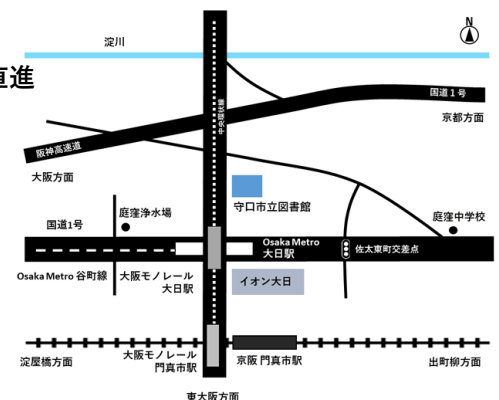 淀川
N
直進
国道1号
京都方面
中央環状線
阪神高速道
大阪方面
守口市立図書館
国道1号
庭窪浄水場
庭窪中学校
Osaka Metro
大日駅
佐太東町交差点
Osaka Metro 谷町線
大阪モノレール
大日駅
イオン大日
大阪モノレール
門真市駅
京阪 門真市駅
淀屋橋方面
出町柳方面
東大阪方面